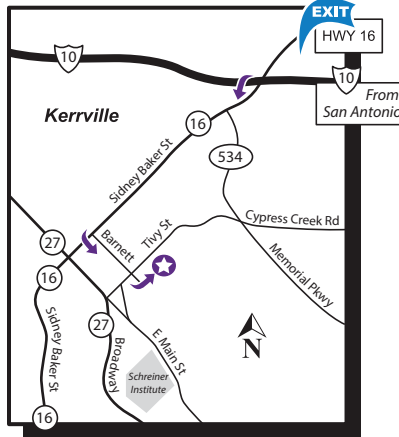 EXIT
HWY 16
10
10
From
San Antonio
Kerrville
16
Sidney Baker St
534
Cypress Creek Rd
Tivy St
Barnett
27
Memorial Pkwy
16
27
Sidney Baker St
Broadway
E Main St
N
Schreiner
Institute
16